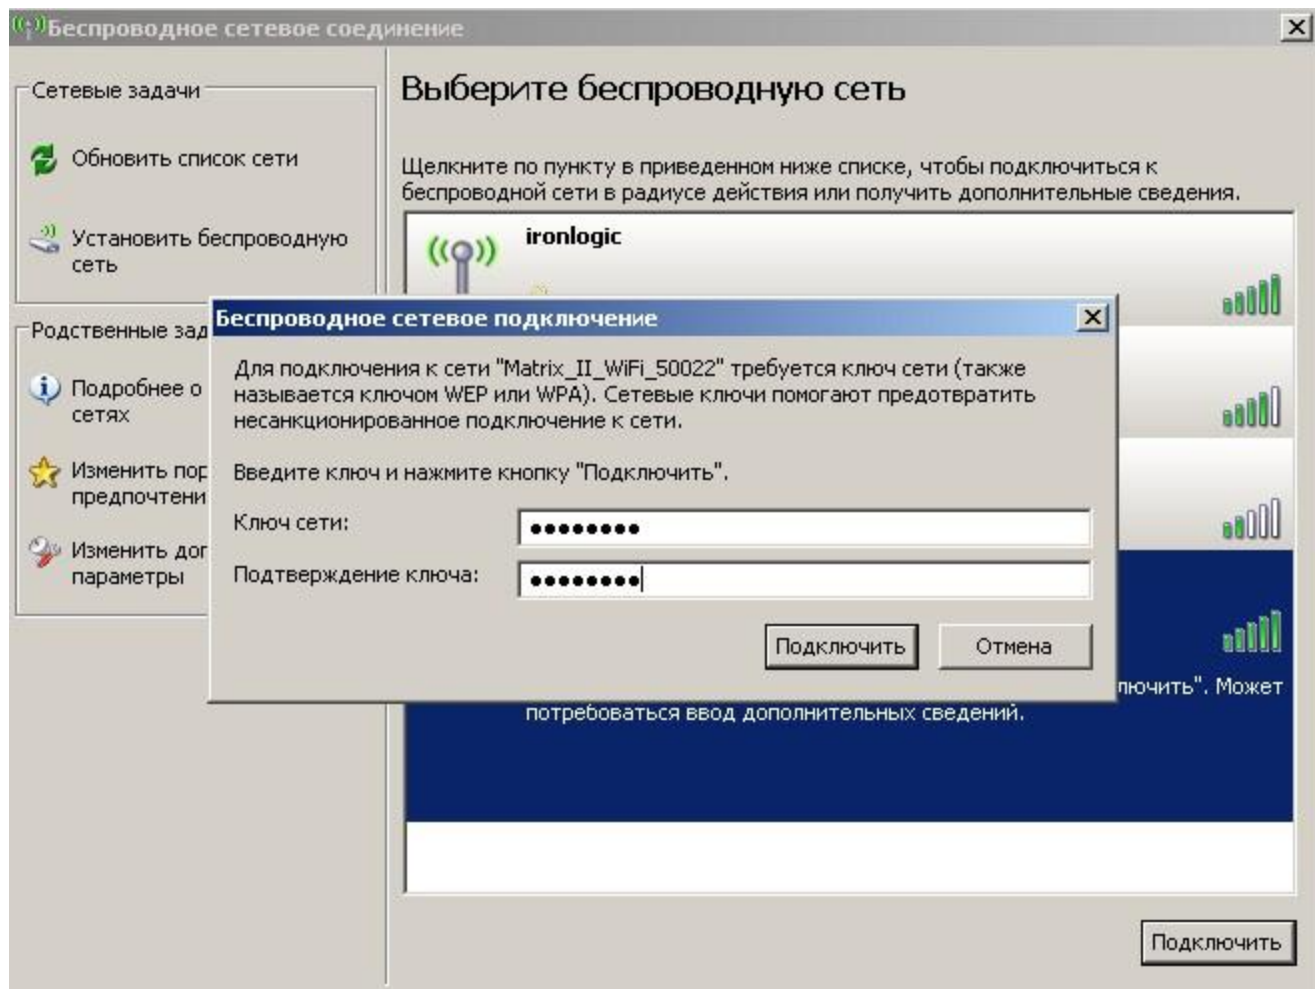 Беспроводное сетевое соединение
Сетевые задачи
Обновить список сети
Установить беспроводную
сеть
Родственные зад
Подробнее о
сетях
Изменить пор
предпочтени
Изменить доп
параметры
Выберите беспроводную сеть
Щелкните по пункту в приведенном ниже списке, чтобы подключиться к
беспроводной сети в радиусе действия или получить дополнительные сведения.
ironlogic
Беспроводное сетевое подключение
Для подключения к сети "Matrix_II_WiFi_50022" требуется ключ сети (также
называется ключом WEP или WPA). Сетевые ключи помогают предотвратить
несанкционированное подключение к сети.
Введите ключ и нажмите кнопку "Подключить".
Ключ сети:
Подтверждение ключа:
Подключить
Отмена
лючить". Может
потребоваться ввод дополнительных сведений.
Подключить